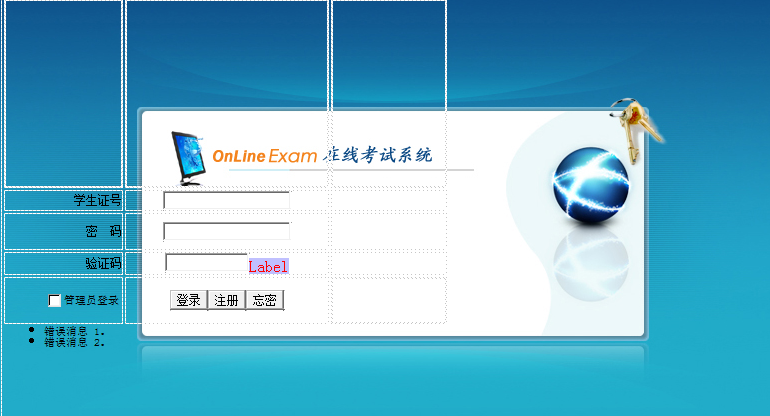 OnLine Exam 在线考试系统
学生证号
密 码
验证码 Label
管理员登录 登录 注册 忘密
错误消息 1。
错误消息 2。